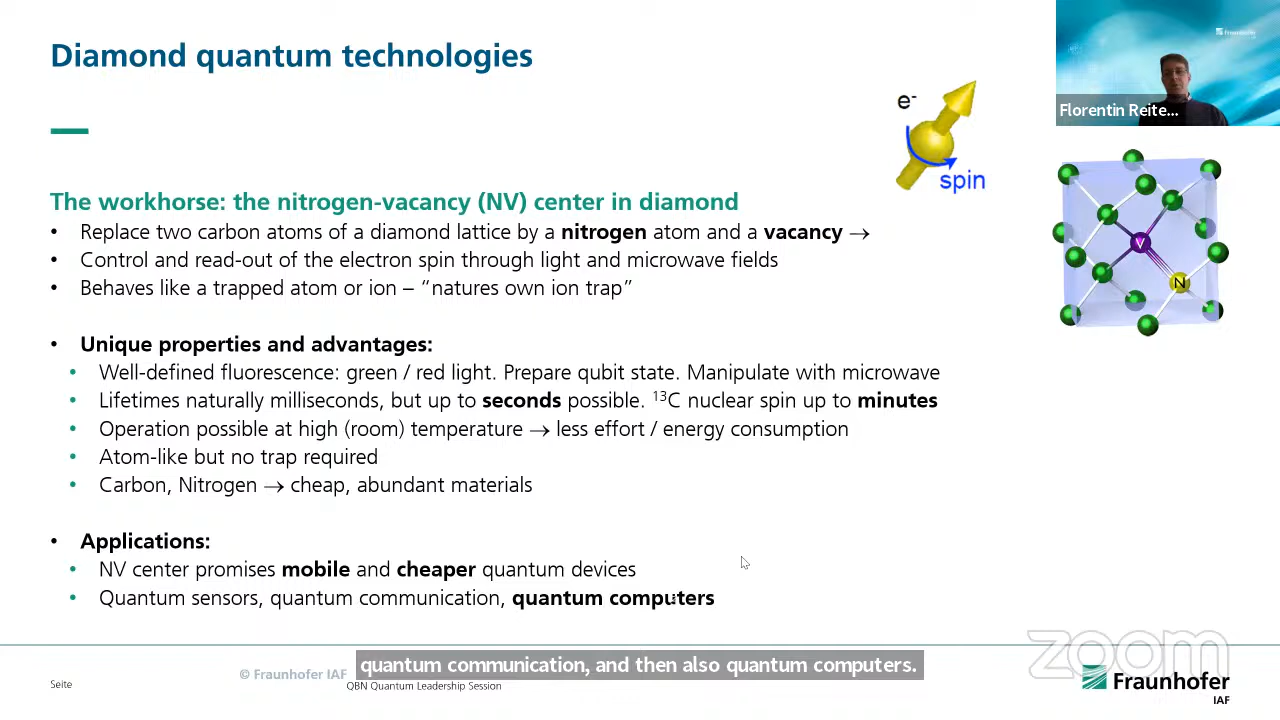 Diamond quantum technologies
Fraunhofer
Florentin Reite...
e-
spin
The workhorse: the nitrogen-vacancy (NV) center in diamond
• Replace two carbon atoms of a diamond lattice by a nitrogen atom and a vacancy →
• Control and read-out of the electron spin through light and microwave fields
• Behaves like a trapped atom or ion – “natures own ion trap”
V
N
• Unique properties and advantages:
• Well-defined fluorescence: green / red light. Prepare qubit state. Manipulate with microwave
• Lifetimes naturally milliseconds, but up to seconds possible. ¹³C nuclear spin up to minutes
• Operation possible at high (room) temperature → less effort / energy consumption
• Atom-like but no trap required
• Carbon, Nitrogen → cheap, abundant materials
• Applications:
• NV center promises mobile and cheaper quantum devices
• Quantum sensors, quantum communication, quantum computers
zoom
quantum communication, and then also quantum computers.
© Fraunhofer IAF
Seite
QBN Quantum Leadership Session
Fraunhofer
IAF